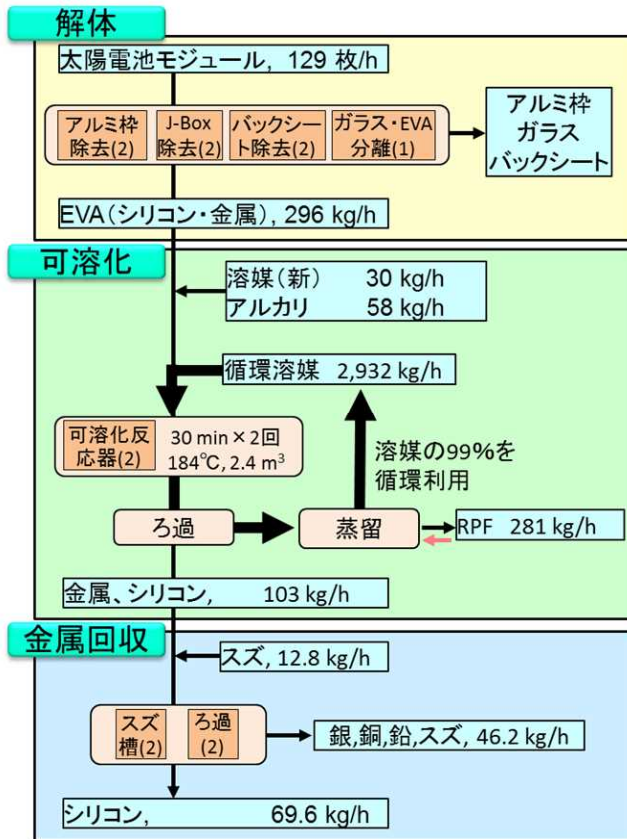 解体
太陽電池モジュール, 129 枚/h
アルミ枠
除去(2)
J-Box
除去(2)
バックシー
ト除去(2)
ガラス・EVA
分離(1)
アルミ枠
ガラス
バックシート
EVA(シリコン・金属), 296 kg/h
可溶化
溶媒(新) 30 kg/h
アルカリ 58 kg/h
循環溶媒 2,932 kg/h
可溶化反
応器(2)
30 min×2回
184℃, 2.4 m³
溶媒の99%を
循環利用
ろ過
蒸留
RPF 281 kg/h
金属、シリコン, 103 kg/h
金属回収
スズ, 12.8 kg/h
スズ
槽(2)
ろ過
(2)
銀,銅,鉛,スズ, 46.2 kg/h
シリコン, 69.6 kg/h